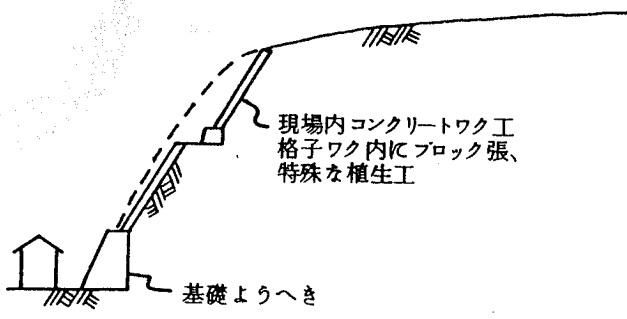 現場内コンクリートワク工
格子ワク内にブロック張、
特殊な植生工
基礎ようへき